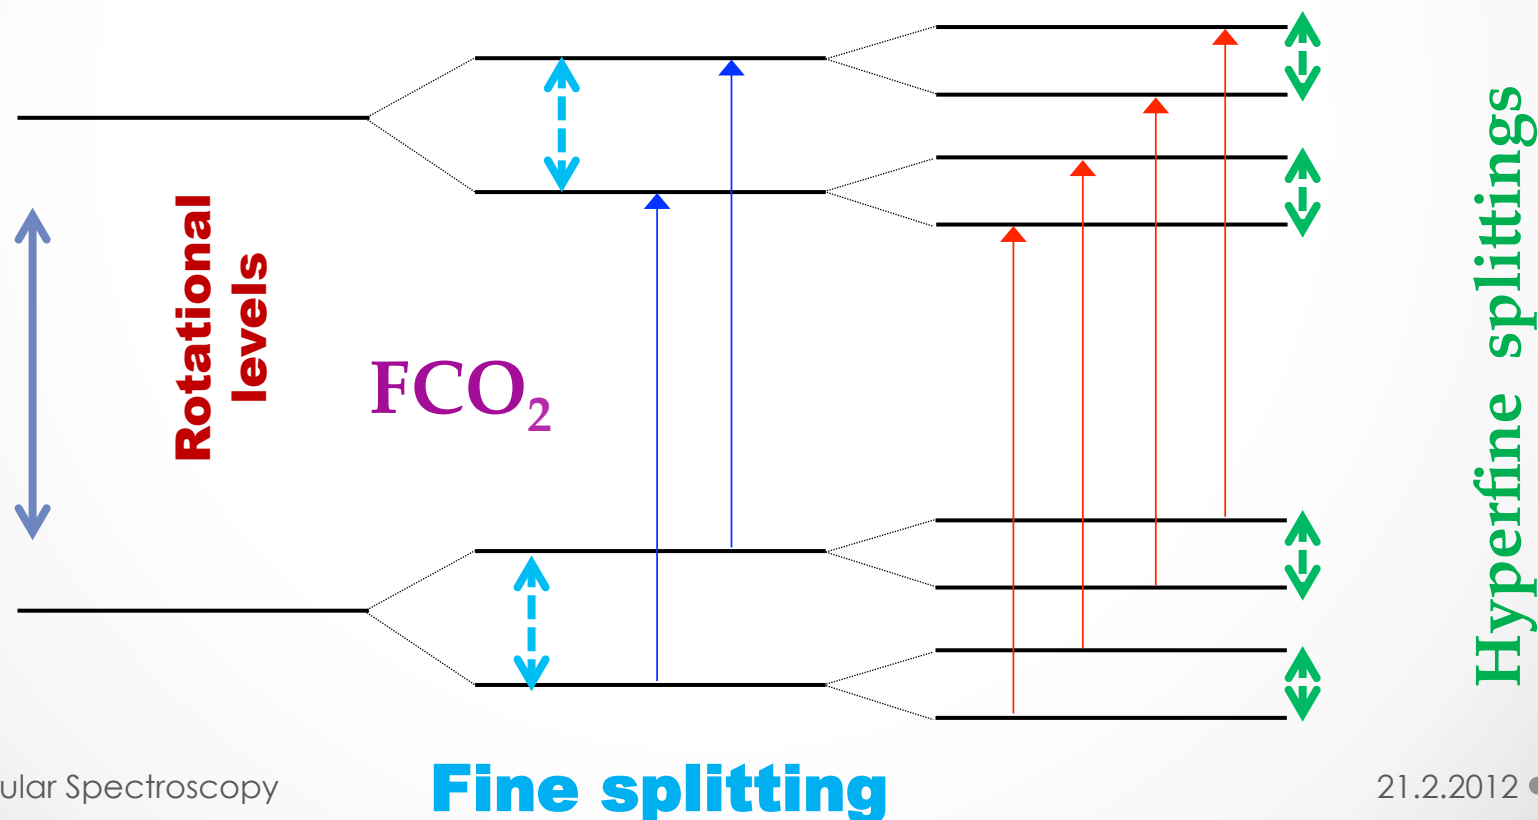 Rotational
levels
FCO₂
Hyperfine splittings
Fine splitting
ular Spectroscopy
21.2.2012